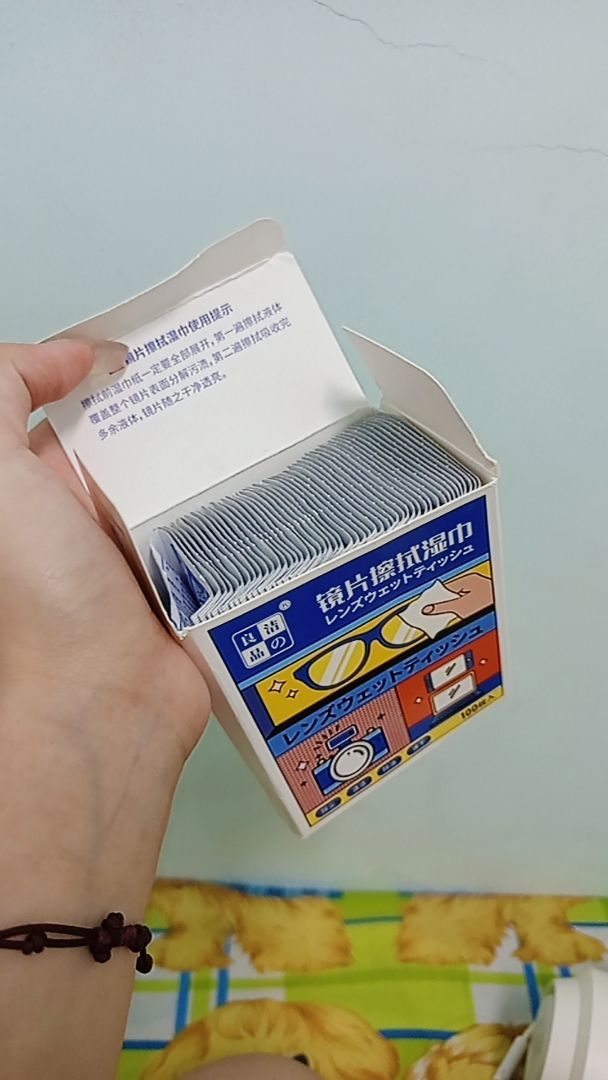 镜片擦拭湿巾使用提示
擦拭前湿巾纸一定要全部展开，第一遍擦拭液体
覆盖整个镜片表面分解污渍，第二遍擦拭吸收完
多余液体，镜片随之干净透亮。
洁の良品®
镜片擦拭湿巾
レンズウェットティッシュ
レンズウェットティッシュ
100枚入